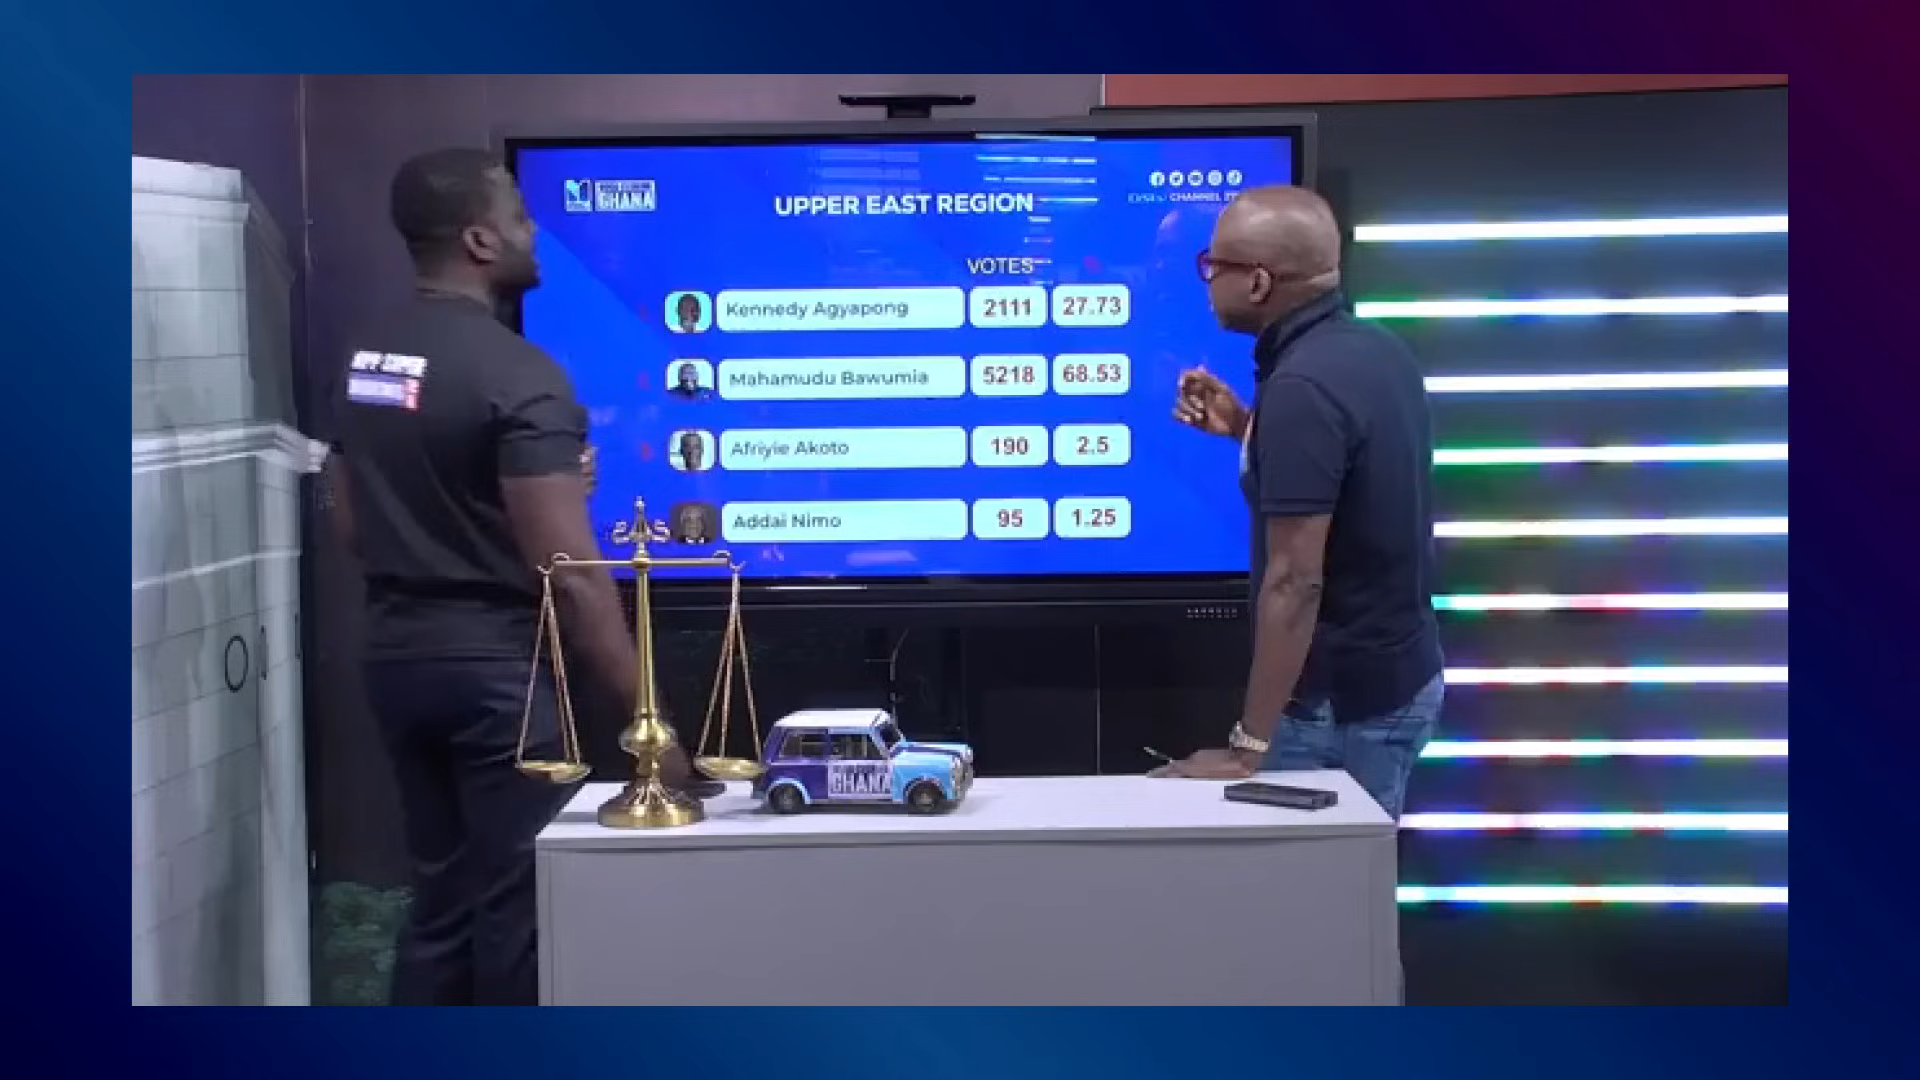 GHANA
UPPER EAST REGION
CHANNEL
VOTES
Kennedy Agyapong 2111 27.73
Mahamudu Bawumia 5218 68.53
Afriyie Akoto 190 2.5
Addai Nimo 95 1.25
GHANA